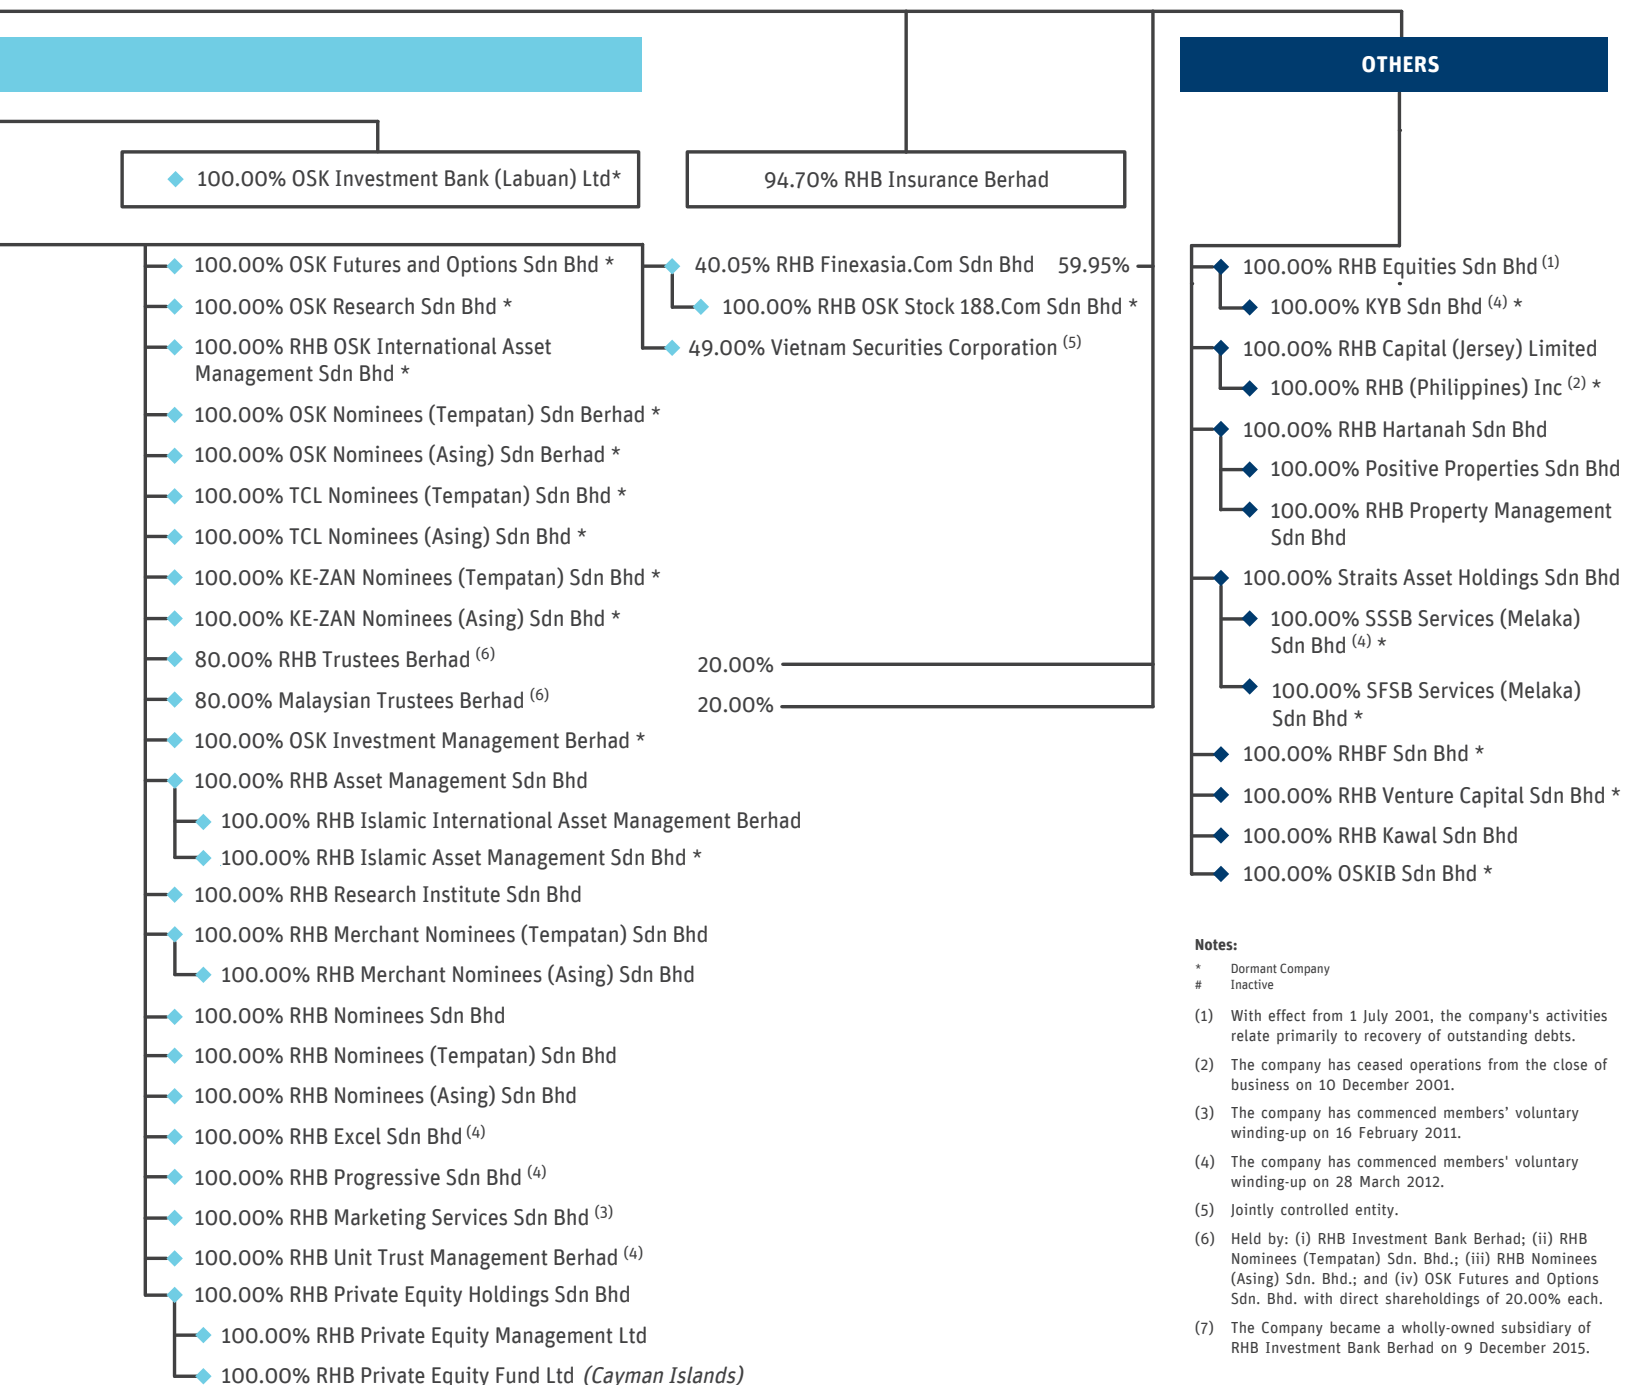 OTHERS
100.00% OSK Investment Bank (Labuan) Ltd*
94.70% RHB Insurance Berhad
100.00% OSK Futures and Options Sdn Bhd *
100.00% OSK Research Sdn Bhd *
100.00% RHB OSK International Asset
Management Sdn Bhd *
100.00% OSK Nominees (Tempatan) Sdn Berhad *
100.00% OSK Nominees (Asing) Sdn Berhad *
100.00% TCL Nominees (Tempatan) Sdn Bhd *
100.00% TCL Nominees (Asing) Sdn Bhd *
100.00% KE-ZAN Nominees (Tempatan) Sdn Bhd *
100.00% KE-ZAN Nominees (Asing) Sdn Bhd *
80.00% RHB Trustees Berhad (6) 20.00%
80.00% Malaysian Trustees Berhad (6) 20.00%
100.00% OSK Investment Management Berhad *
100.00% RHB Asset Management Sdn Bhd
100.00% RHB Islamic International Asset Management Berhad
100.00% RHB Islamic Asset Management Sdn Bhd *
100.00% RHB Research Institute Sdn Bhd
100.00% RHB Merchant Nominees (Tempatan) Sdn Bhd
100.00% RHB Merchant Nominees (Asing) Sdn Bhd
100.00% RHB Nominees Sdn Bhd
100.00% RHB Nominees (Tempatan) Sdn Bhd
100.00% RHB Nominees (Asing) Sdn Bhd
100.00% RHB Excel Sdn Bhd (4)
100.00% RHB Progressive Sdn Bhd (4)
100.00% RHB Marketing Services Sdn Bhd (3)
100.00% RHB Unit Trust Management Berhad (4)
100.00% RHB Private Equity Holdings Sdn Bhd
100.00% RHB Private Equity Management Ltd
100.00% RHB Private Equity Fund Ltd (Cayman Islands)
40.05% RHB Finexasia.Com Sdn Bhd 59.95%
100.00% RHB OSK Stock 188.Com Sdn Bhd *
49.00% Vietnam Securities Corporation (5)
100.00% RHB Equities Sdn Bhd (1)
100.00% KYB Sdn Bhd (4) *
100.00% RHB Capital (Jersey) Limited
100.00% RHB (Philippines) Inc (2) *
100.00% RHB Hartanah Sdn Bhd
100.00% Positive Properties Sdn Bhd
100.00% RHB Property Management
Sdn Bhd
100.00% Straits Asset Holdings Sdn Bhd
100.00% SSSB Services (Melaka)
Sdn Bhd (4) *
100.00% SFSB Services (Melaka)
Sdn Bhd *
100.00% RHBF Sdn Bhd *
100.00% RHB Venture Capital Sdn Bhd *
100.00% RHB Kawal Sdn Bhd
100.00% OSKIB Sdn Bhd *
Notes:
* Dormant Company
# Inactive
(1) With effect from 1 July 2001, the company's activities
relate primarily to recovery of outstanding debts.
(2) The company has ceased operations from the close of
business on 10 December 2001.
(3) The company has commenced members’ voluntary
winding-up on 16 February 2011.
(4) The company has commenced members' voluntary
winding-up on 28 March 2012.
(5) Jointly controlled entity.
(6) Held by: (i) RHB Investment Bank Berhad; (ii) RHB
Nominees (Tempatan) Sdn. Bhd.; (iii) RHB Nominees
(Asing) Sdn. Bhd.; and (iv) OSK Futures and Options
Sdn. Bhd. with direct shareholdings of 20.00% each.
(7) The Company became a wholly-owned subsidiary of
RHB Investment Bank Berhad on 9 December 2015.